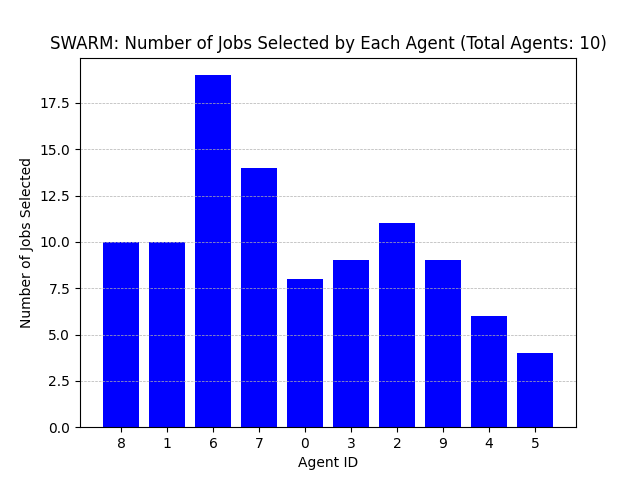 SWARM: Number of Jobs Selected by Each Agent (Total Agents: 10)
Number of Jobs Selected
17.5
15.0
12.5
10.0
7.5
5.0
2.5
0.0
8 1 6 7 0 3 2 9 4 5
Agent ID